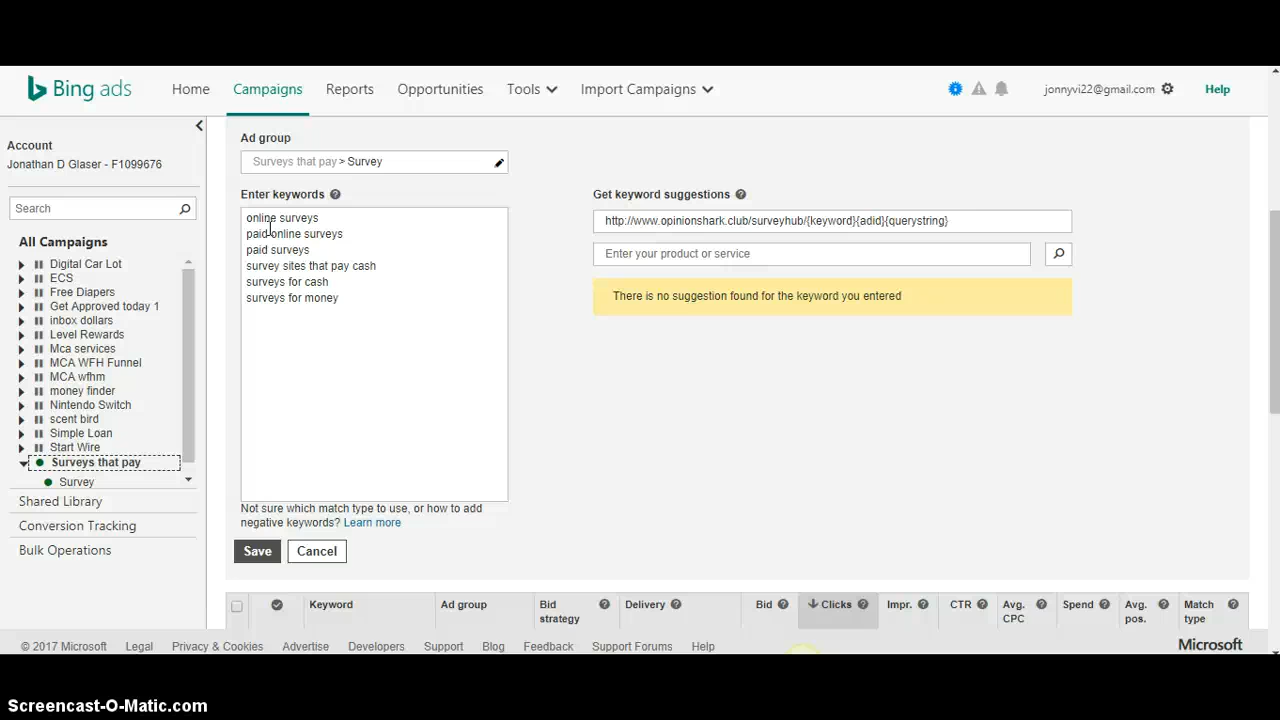 Bing ads
Home Campaigns Reports Opportunities Tools Import Campaigns
jonnyvi22@gmail.com Help
Account
Jonathan D Glaser - F1099676
Search
All Campaigns
Digital Car Lot
ECS
Free Diapers
Get Approved today 1
inbox dollars
Level Rewards
Mca services
MCA WFH Funnel
MCA wfhm
money finder
Nintendo Switch
scent bird
Simple Loan
Start Wire
Surveys that pay
Survey
Shared Library
Conversion Tracking
Bulk Operations
Ad group
Surveys that pay > Survey
Enter keywords ?
online surveys
paid online surveys
paid surveys
survey sites that pay cash
surveys for cash
surveys for money
Not sure which match type to use, or how to add
negative keywords? Learn more
Save Cancel
Get keyword suggestions ?
http://www.opinionshark.club/surveyhub/{keyword}{adid}{querystring}
Enter your product or service
There is no suggestion found for the keyword you entered
Keyword Ad group Bid strategy ? Delivery ? Bid ? Clicks ? Impr. ? CTR ? Avg. CPC ? Spend ? Avg. pos. ? Match type ?
© 2017 Microsoft Legal Privacy & Cookies Advertise Developers Support Blog Feedback Support Forums Help
Microsoft
Screencast-O-Matic.com